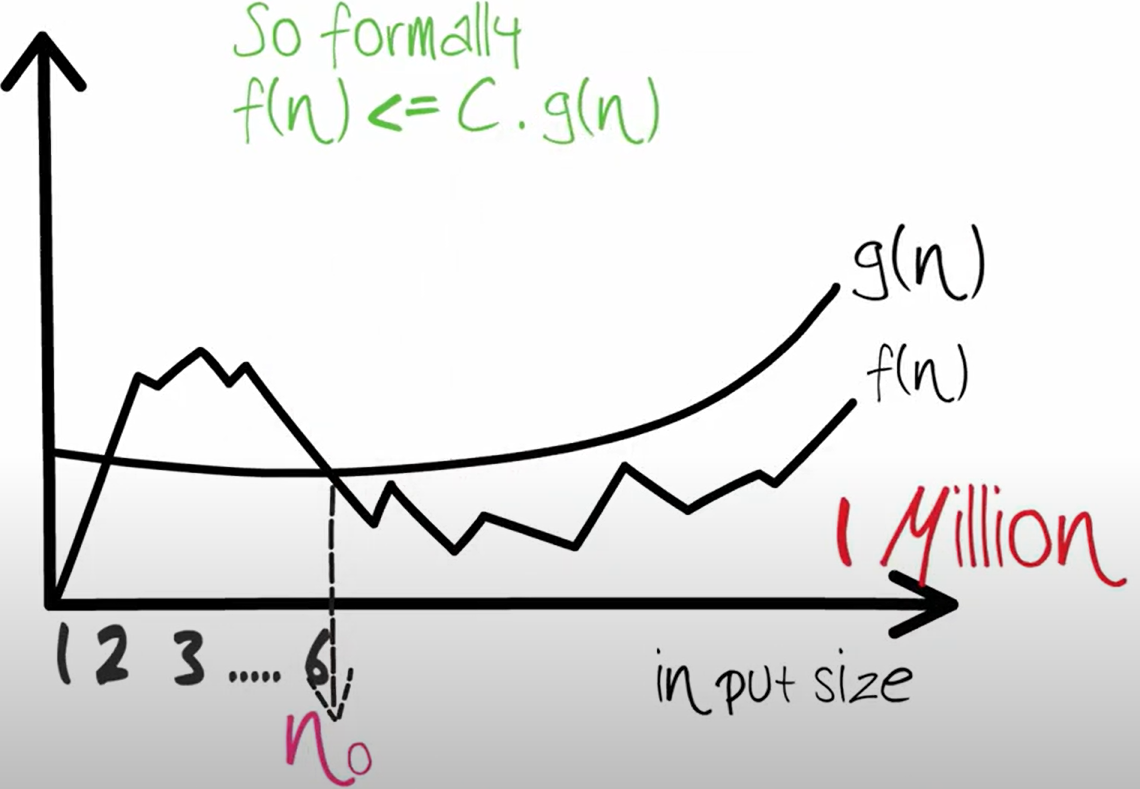 So formally
f(n) <= C . g(n)
g(n)
f(n)
1 Million
1 2 3 ..... 6
input size
n₀